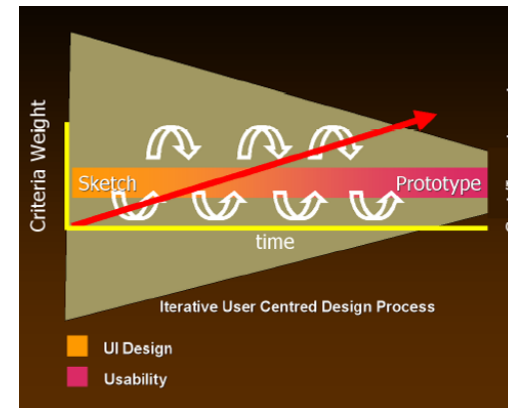 Criteria Weight
Sketch
Prototype
time
Iterative User Centred Design Process
UI Design
Usability